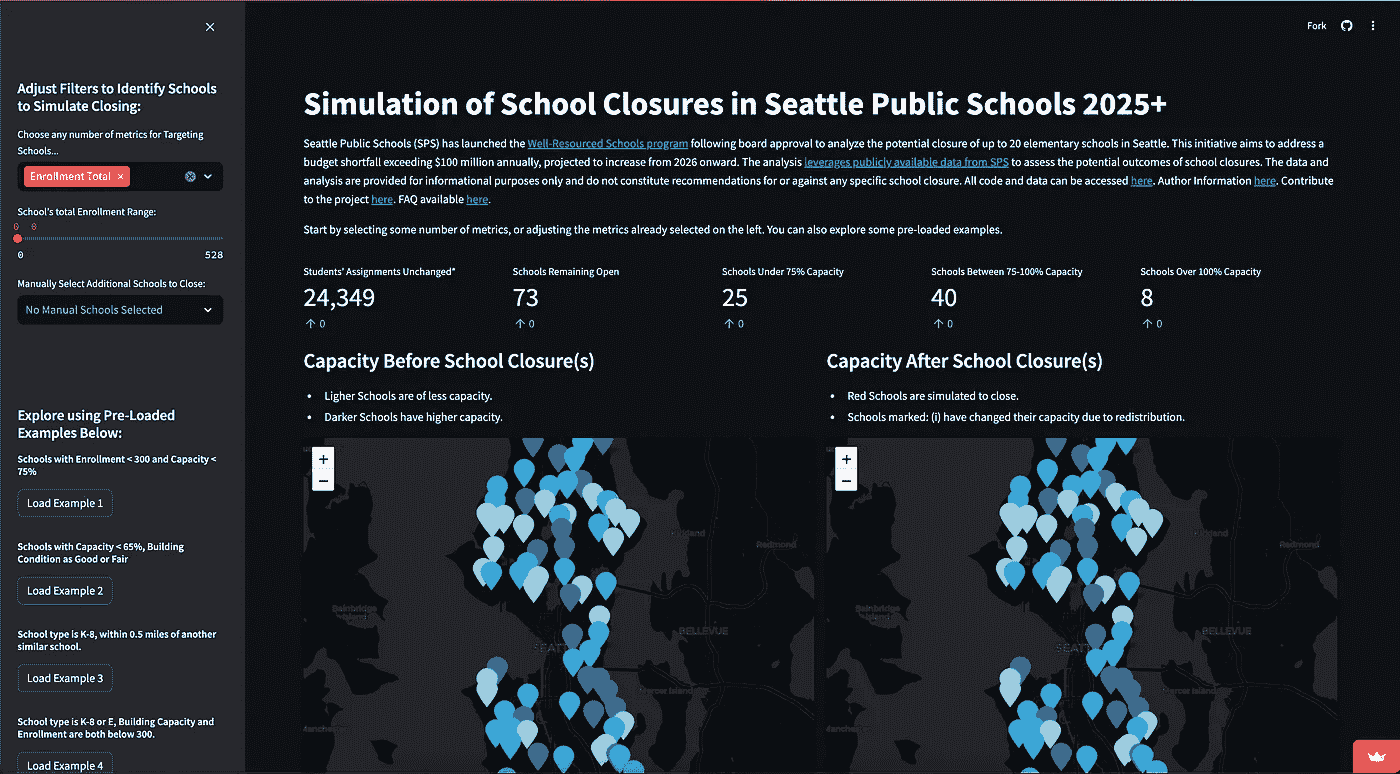 Fork
Adjust Filters to Identify Schools
to Simulate Closing:
Choose any number of metrics for Targeting
Schools...
Enrollment Total ×
School's total Enrollment Range:
0 0
0 528
Manually Select Additional Schools to Close:
No Manual Schools Selected
Explore using Pre-Loaded
Examples Below:
Schools with Enrollment < 300 and Capacity <
75%
Load Example 1
Schools with Capacity < 65%, Building
Condition as Good or Fair
Load Example 2
School type is K-8, within 0.5 miles of another
similar school.
Load Example 3
School type is K-8 or E, Building Capacity and
Enrollment are both below 300.
Load Example 4
Simulation of School Closures in Seattle Public Schools 2025+
Seattle Public Schools (SPS) has launched the Well-Resourced Schools program following board approval to analyze the potential closure of up to 20 elementary schools in Seattle. This initiative aims to address a
budget shortfall exceeding $100 million annually, projected to increase from 2026 onward. The analysis leverages publicly available data from SPS to assess the potential outcomes of school closures. The data and
analysis are provided for informational purposes only and do not constitute recommendations for or against any specific school closure. All code and data can be accessed here. Author Information here. Contribute
to the project here. FAQ available here.
Start by selecting some number of metrics, or adjusting the metrics already selected on the left. You can also explore some pre-loaded examples.
Students' Assignments Unchanged* Schools Remaining Open Schools Under 75% Capacity Schools Between 75-100% Capacity Schools Over 100% Capacity
24,349 73 25 40 8
↑ 0 ↑ 0 ↑ 0 ↑ 0 ↑ 0
Capacity Before School Closure(s)
• Ligher Schools are of less capacity.
• Darker Schools have higher capacity.
+
−
Redmond
Bainbridge
Island
BELLEVUE
SEATT
Mercer Island
Capacity After School Closure(s)
• Red Schools are simulated to close.
• Schools marked: (i) have changed their capacity due to redistribution.
+
−
Redmond
Bainbridge
Island
BELLEVUE
SEATT
Mercer Island